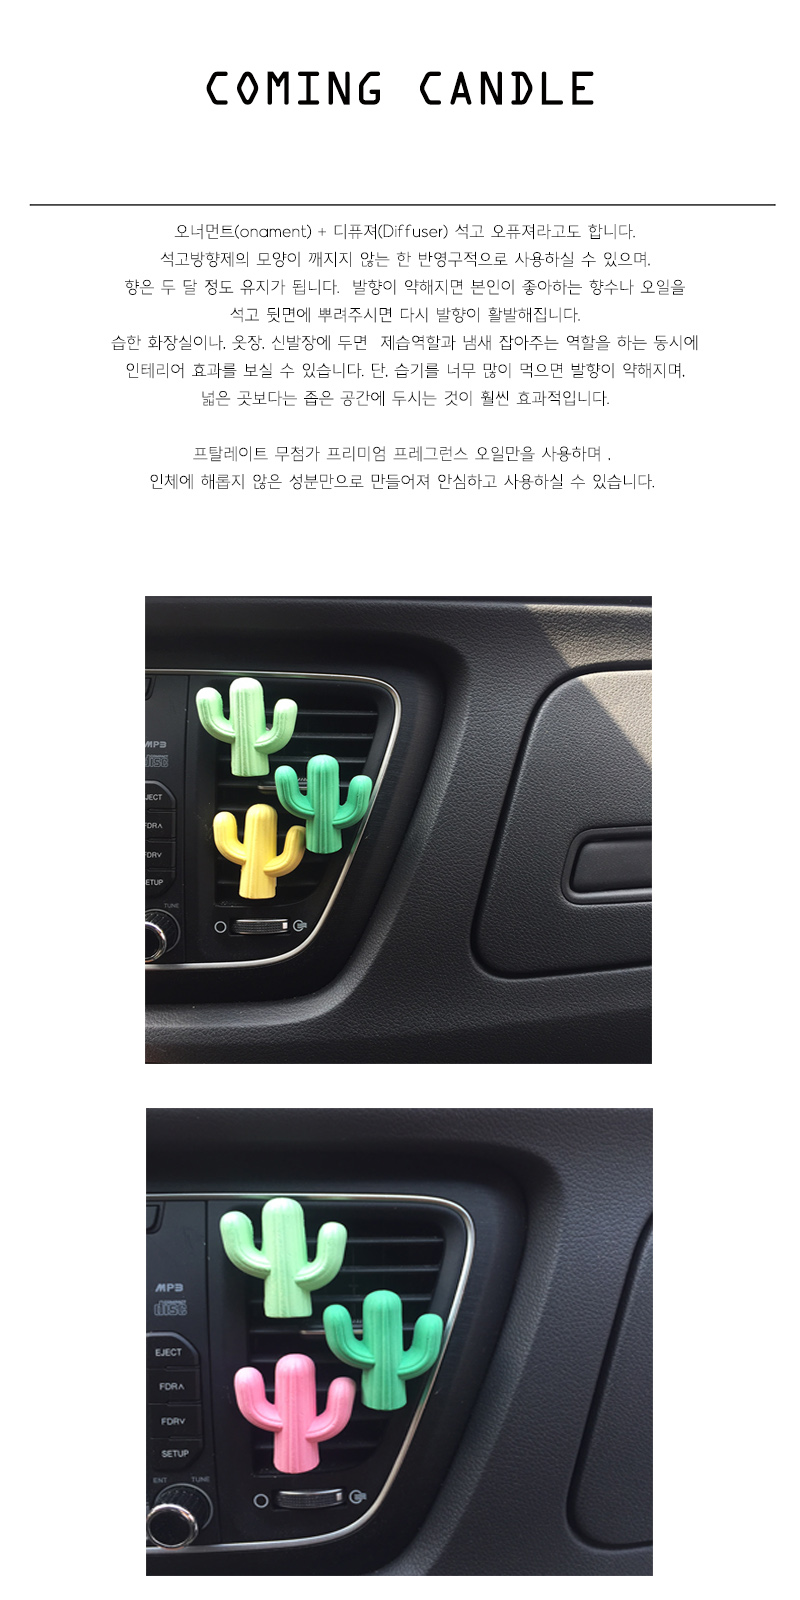 COMING CANDLE
오너먼트(onament) + 디퓨져(Diffuser) 석고 오퓨져라고도 합니다.
석고방향제의 모양이 깨지지 않는 한 반영구적으로 사용하실 수 있으며,
향은 두 달 정도 유지가 됩니다.  발향이 약해지면 본인이 좋아하는 향수나 오일을
석고 뒷면에 뿌려주시면 다시 발향이 활발해집니다.
습한 화장실이나, 옷장, 신발장에 두면  제습역할과 냄새 잡아주는 역할을 하는 동시에
인테리어 효과를 보실 수 있습니다. 단, 습기를 너무 많이 먹으면 발향이 약해지며,
넓은 곳보다는 좁은 공간에 두시는 것이 훨씬 효과적입니다.
프탈레이트 무첨가 프리미엄 프레그런스 오일만을 사용하며 .
인체에 해롭지 않은 성분만으로 만들어져 안심하고 사용하실 수 있습니다.
MP3
disc
EJECT
FDR∧
FDR∨
SETUP
TUNE
MP3
disc
EJECT
FDR∧
FDR∨
SETUP
ENT TUNE